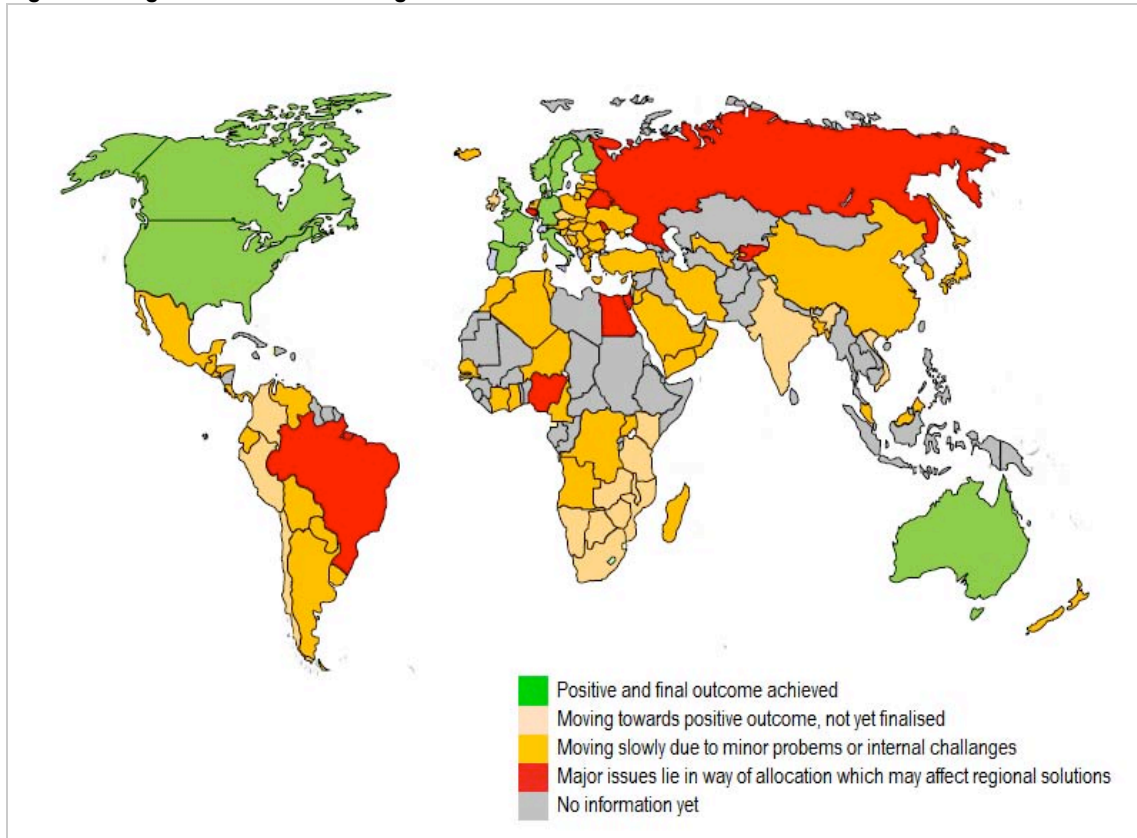 Positive and final outcome achieved
Moving towards positive outcome, not yet finalised
Moving slowly due to minor probems or internal challanges
Major issues lie in way of allocation which may affect regional solutions
No information yet